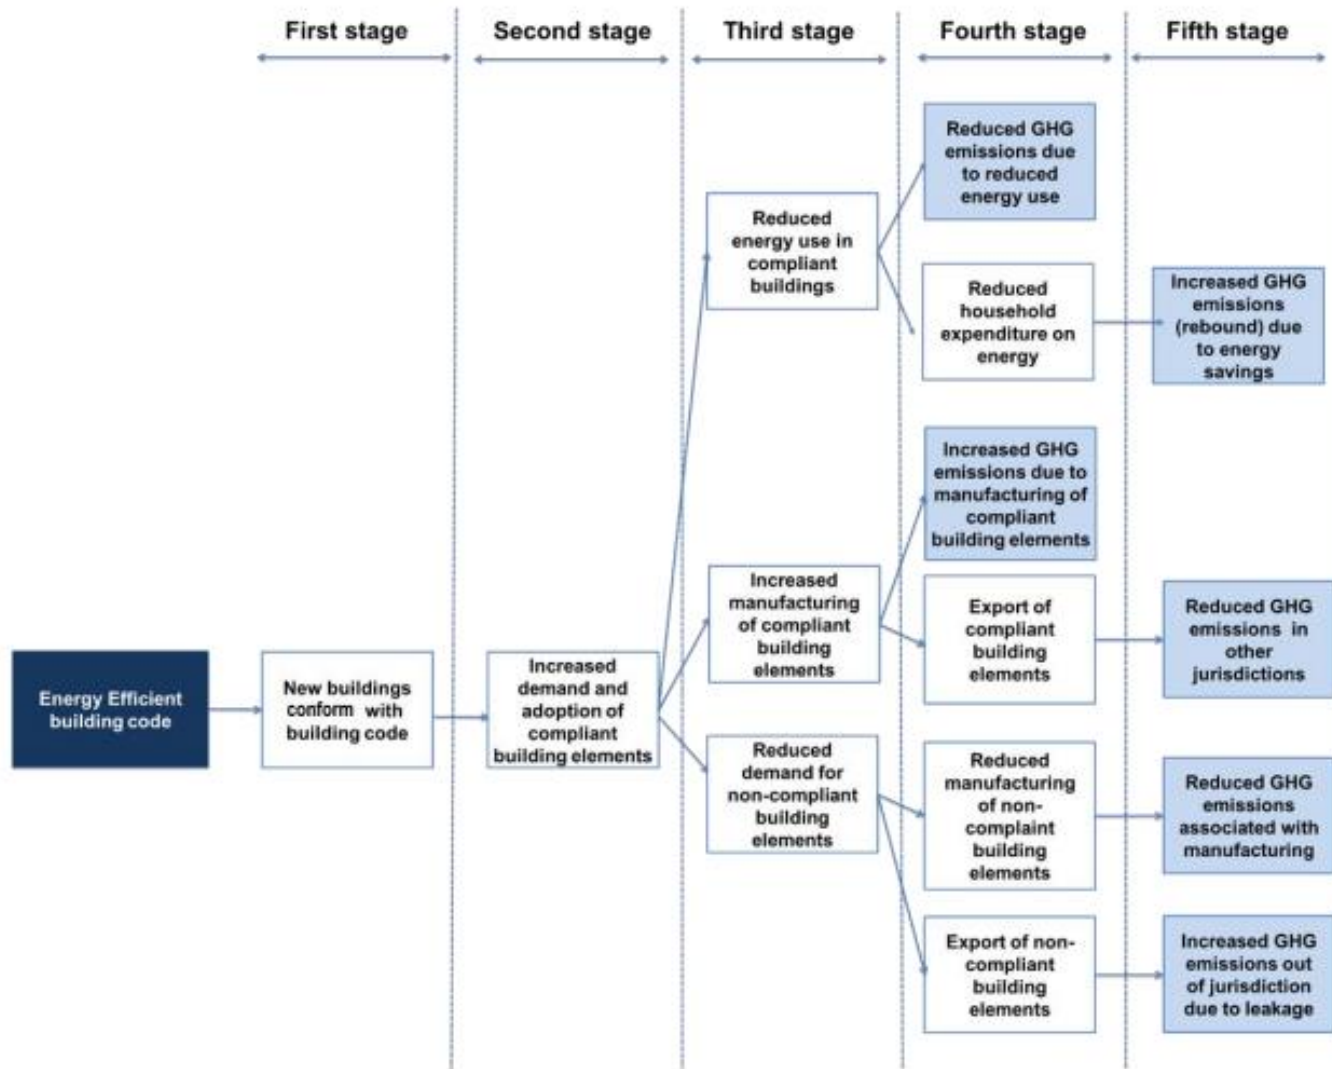 First stage
Second stage
Third stage
Fourth stage
Fifth stage
Energy Efficient
building code
New buildings
conform with
building code
Increased
demand and
adoption of
compliant
building elements
Reduced
energy use in
compliant
buildings
Increased
manufacturing
of compliant
building
elements
Reduced
demand for
non-compliant
building
elements
Reduced GHG
emissions due
to reduced
energy use
Reduced
household
expenditure on
energy
Increased GHG
emissions due to
manufacturing of
compliant
building elements
Export of
compliant
building
elements
Reduced
manufacturing
of non-
complaint
building
elements
Export of non-
compliant
building
elements
Increased GHG
emissions
(rebound) due
to energy
savings
Reduced GHG
emissions in
other
jurisdictions
Reduced GHG
emissions
associated with
manufacturing
Increased GHG
emissions out
of jurisdiction
due to leakage